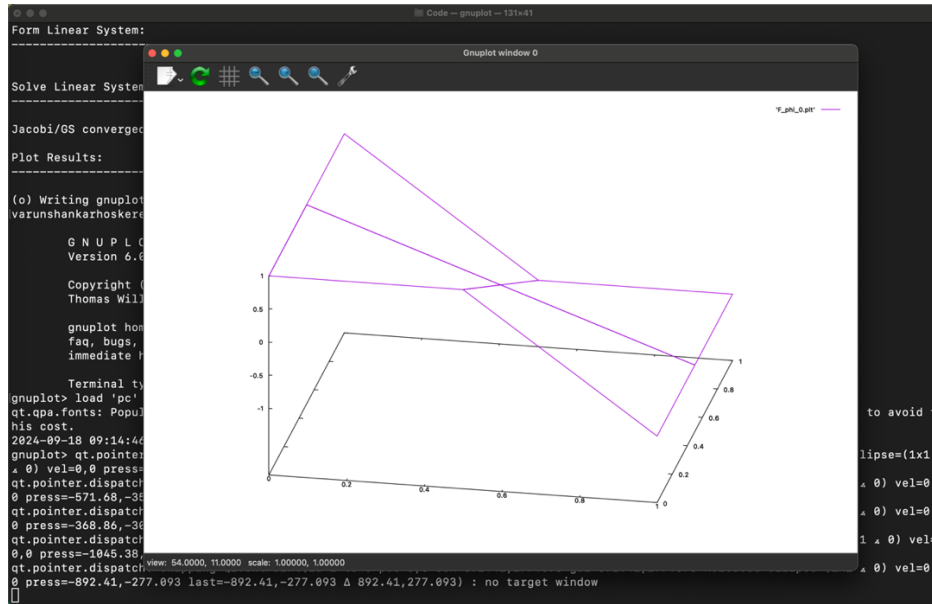 Code — gnuplot — 131×41
Form Linear System:
Gnuplot window 0
Solve Linear System
Jacobi/GS converged
'F_phi_0.plt'
Plot Results:
(o) Writing gnuplot
varunshankarhoskere
G N U P L O
Version 6.0
Copyright (
Thomas Will
gnuplot hom
faq, bugs,
immediate h
Terminal ty
1
0.5
0
-0.5
-1
0
0.2
0.4
0.6
0.8
1
0
0.2
0.4
0.6
0.8
1
gnuplot> load 'pc'
qt.qpa.fonts: Popul
to avoid
his cost.
2024-09-18 09:14:46
gnuplot> qt.pointer
lipse=(1x1
∡ 0) vel=0,0 press=
qt.pointer.dispatch
∡ 0) vel=0
0 press=-571.68,-35
qt.pointer.dispatch
∡ 0) vel=0
0 press=-368.86,-30
qt.pointer.dispatch
1 ∡ 0) vel=
0,0 press=-1045.38,
view: 54.0000, 11.0000 scale: 1.00000, 1.00000
qt.pointer.dispatch
∡ 0) vel=0
0 press=-892.41,-277.093 last=-892.41,-277.093 Δ 892.41,277.093) : no target window